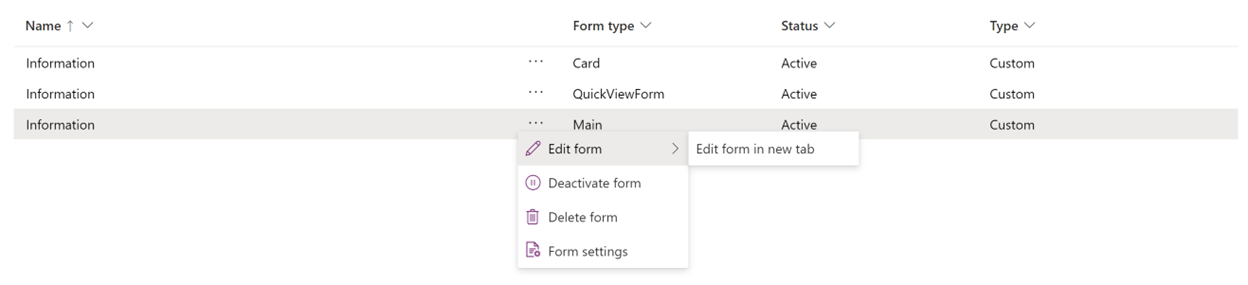 Name ↑ Form type Status Type
Information ... Card Active Custom
Information ... QuickViewForm Active Custom
Information ... Main Active Custom
Edit form Edit form in new tab
Deactivate form
Delete form
Form settings